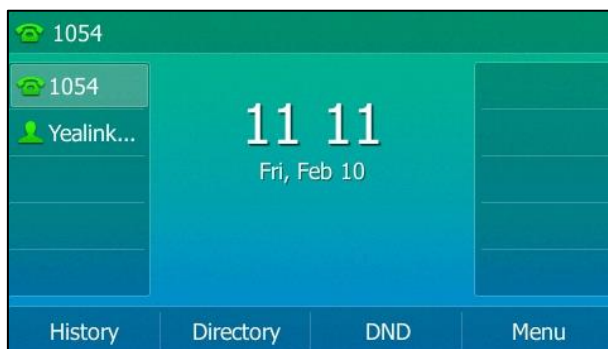 1054
1054
Yealink...
11 11
Fri, Feb 10
History Directory DND Menu